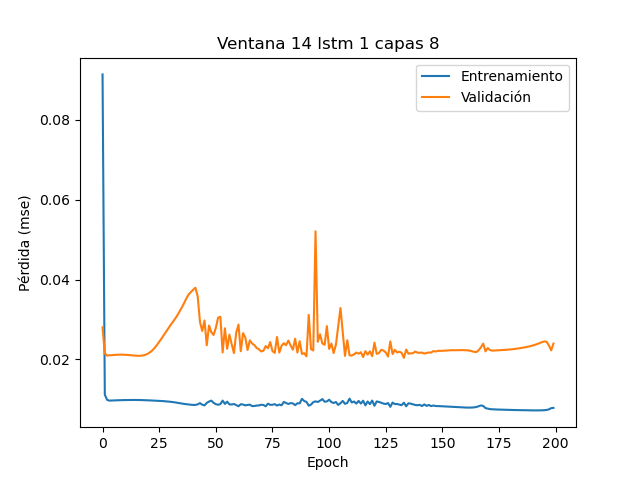 Ventana 14 lstm 1 capas 8
Entrenamiento
Validación
0.08
0.06
0.04
0.02
Pérdida (mse)
0 25 50 75 100 125 150 175 200
Epoch